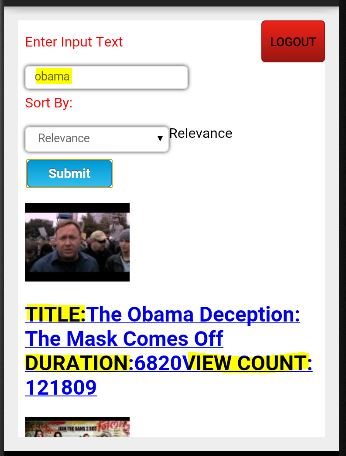 Enter Input Text
LOGOUT
obama
Sort By:
Relevance
Relevance
Submit
TITLE:The Obama Deception:
The Mask Comes Off
DURATION:6820VIEW COUNT:
121809